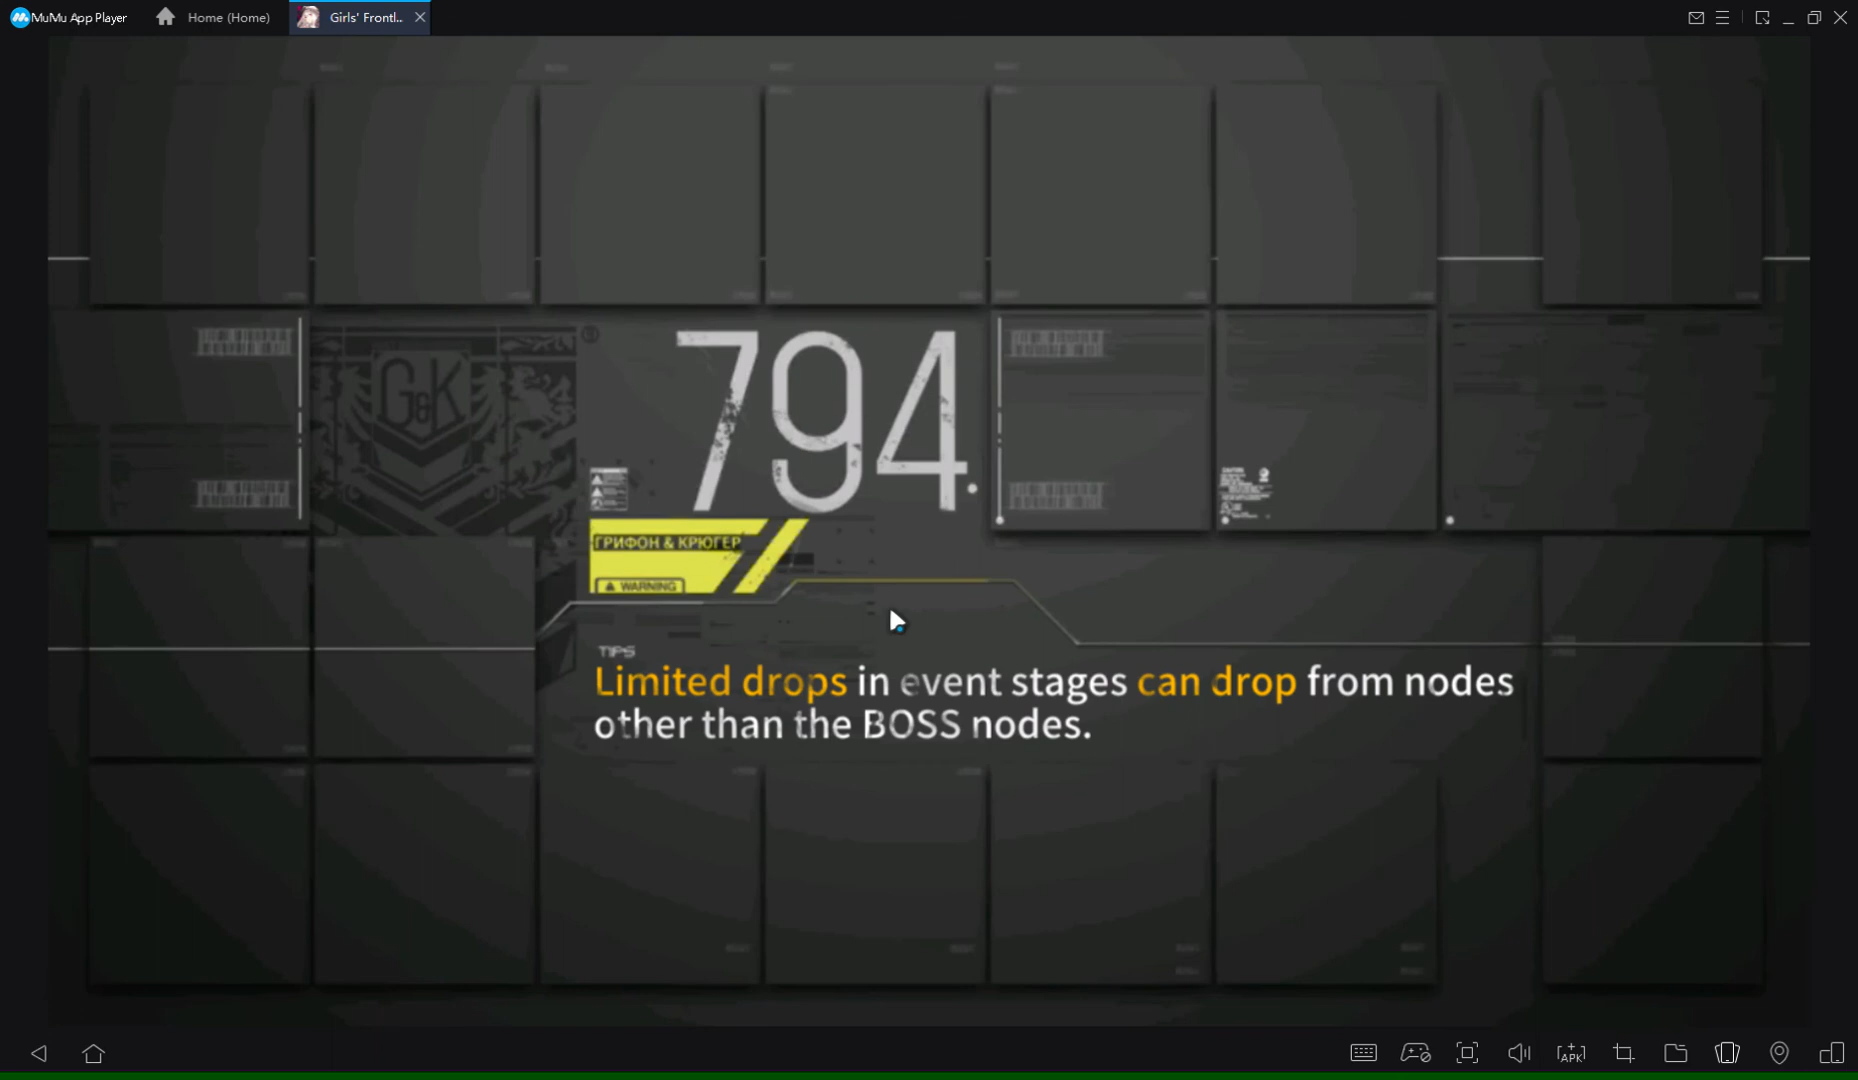 MuMu App Player
Home (Home)
Girls' Frontl..
G&K
794.
ГРИФОН & КРЮГЕР
WARNING
TIPS
Limited drops in event stages can drop from nodes
other than the BOSS nodes.
APK